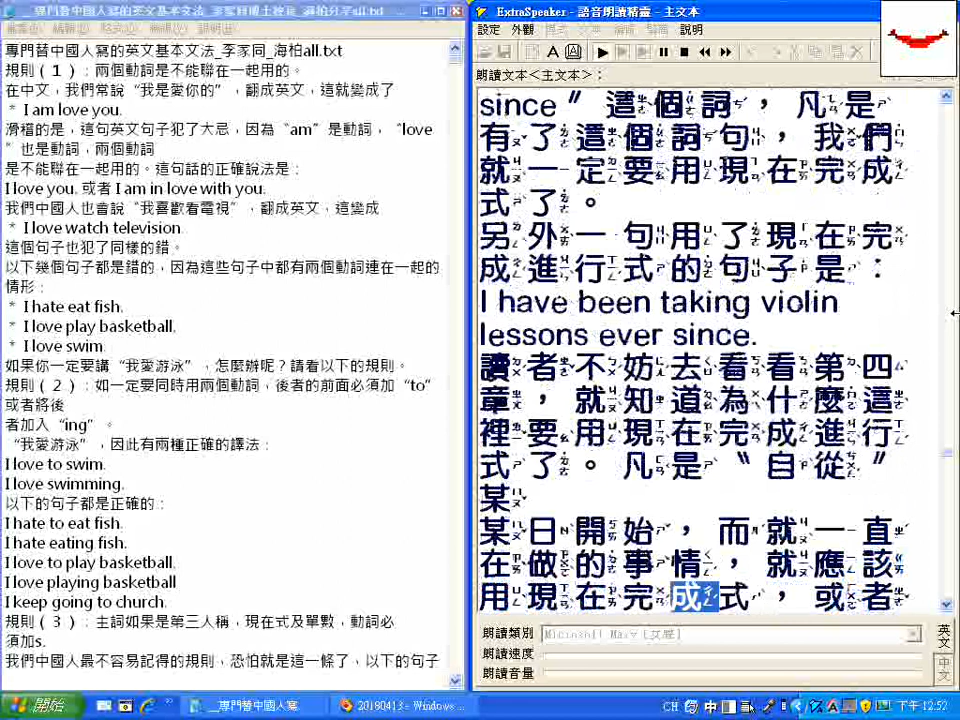 ExtraSpeaker - 語音朗讀精靈 - 主文本
設定 外觀 說明
朗讀文本<主文本>：
專門替中國人寫的英文基本文法_李家同_海柏all.txt
規則（1）：兩個動詞是不能聯在一起用的。
在中文，我們常說“我是愛你的”，翻成英文，這就變成了
* I am love you.
滑稽的是，這句英文句子犯了大忌，因為“am”是動詞，“love
”也是動詞，兩個動詞
是不能聯在一起用的。這句話的正確說法是：
I love you. 或者 I am in love with you.
我們中國人也會說“我喜歡看電視”，翻成英文，這變成
* I love watch television.
這個句子也犯了同樣的錯。
以下幾個句子都是錯的，因為這些句子中都有兩個動詞連在一起的
情形：
* I hate eat fish.
* I love play basketball.
* I love swim.
如果你一定要講“我愛游泳”，怎麼辦呢？請看以下的規則。
規則（2）：如一定要同時用兩個動詞，後者的前面必須加“to”
或者將後
者加入“ing”。
“我愛游泳”，因此有兩種正確的譯法：
I love to swim.
I love swimming.
以下的句子都是正確的：
I hate to eat fish.
I hate eating fish.
I love to play basketball.
I love playing basketball
I keep going to church.
規則（3）：主詞如果是第三人稱，現在式及單數，動詞必
須加s.
我們中國人最不容易記得的規則，恐怕就是這一條了，以下的句子
since〞這個詞，凡是
有了這個詞句，我們
就一定要用現在完成
式了。
另外一句用了現在完
成進行式的句子是：
I have been taking violin
lessons ever since.
讀者不妨去看看第四
章，就知道為什麼這
裡要用現在完成進行
式了。凡是〝自從〞
某
某日開始，而就一直
在做的事情，就應該
用現在完成式，或者
朗讀類別
朗讀速度
朗讀音量
英文
中文
開始
__專門替中國人寫
20180413 - Windows ...
CH
中
下午 12:52